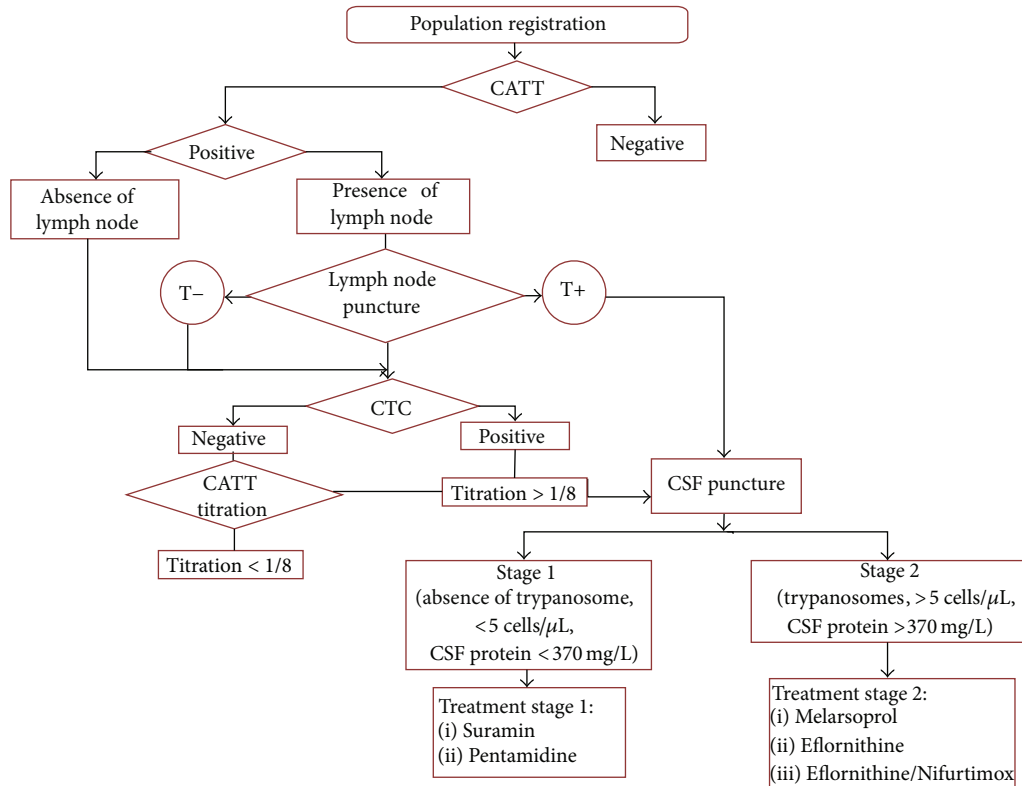 Population registration
CATT
Negative
Positive
Absence of
lymph node
Presence of
lymph node
Lymph node
puncture
T−
T+
CTC
Negative
Positive
CATT
titration
Titration > 1/8
CSF puncture
Titration < 1/8
Stage 1
(absence of trypanosome,
<5 cells/μL,
CSF protein <370 mg/L)
Stage 2
(trypanosomes, >5 cells/μL,
CSF protein >370 mg/L)
Treatment stage 1:
(i) Suramin
(ii) Pentamidine
Treatment stage 2:
(i) Melarsoprol
(ii) Eflornithine
(iii) Eflornithine/Nifurtimox